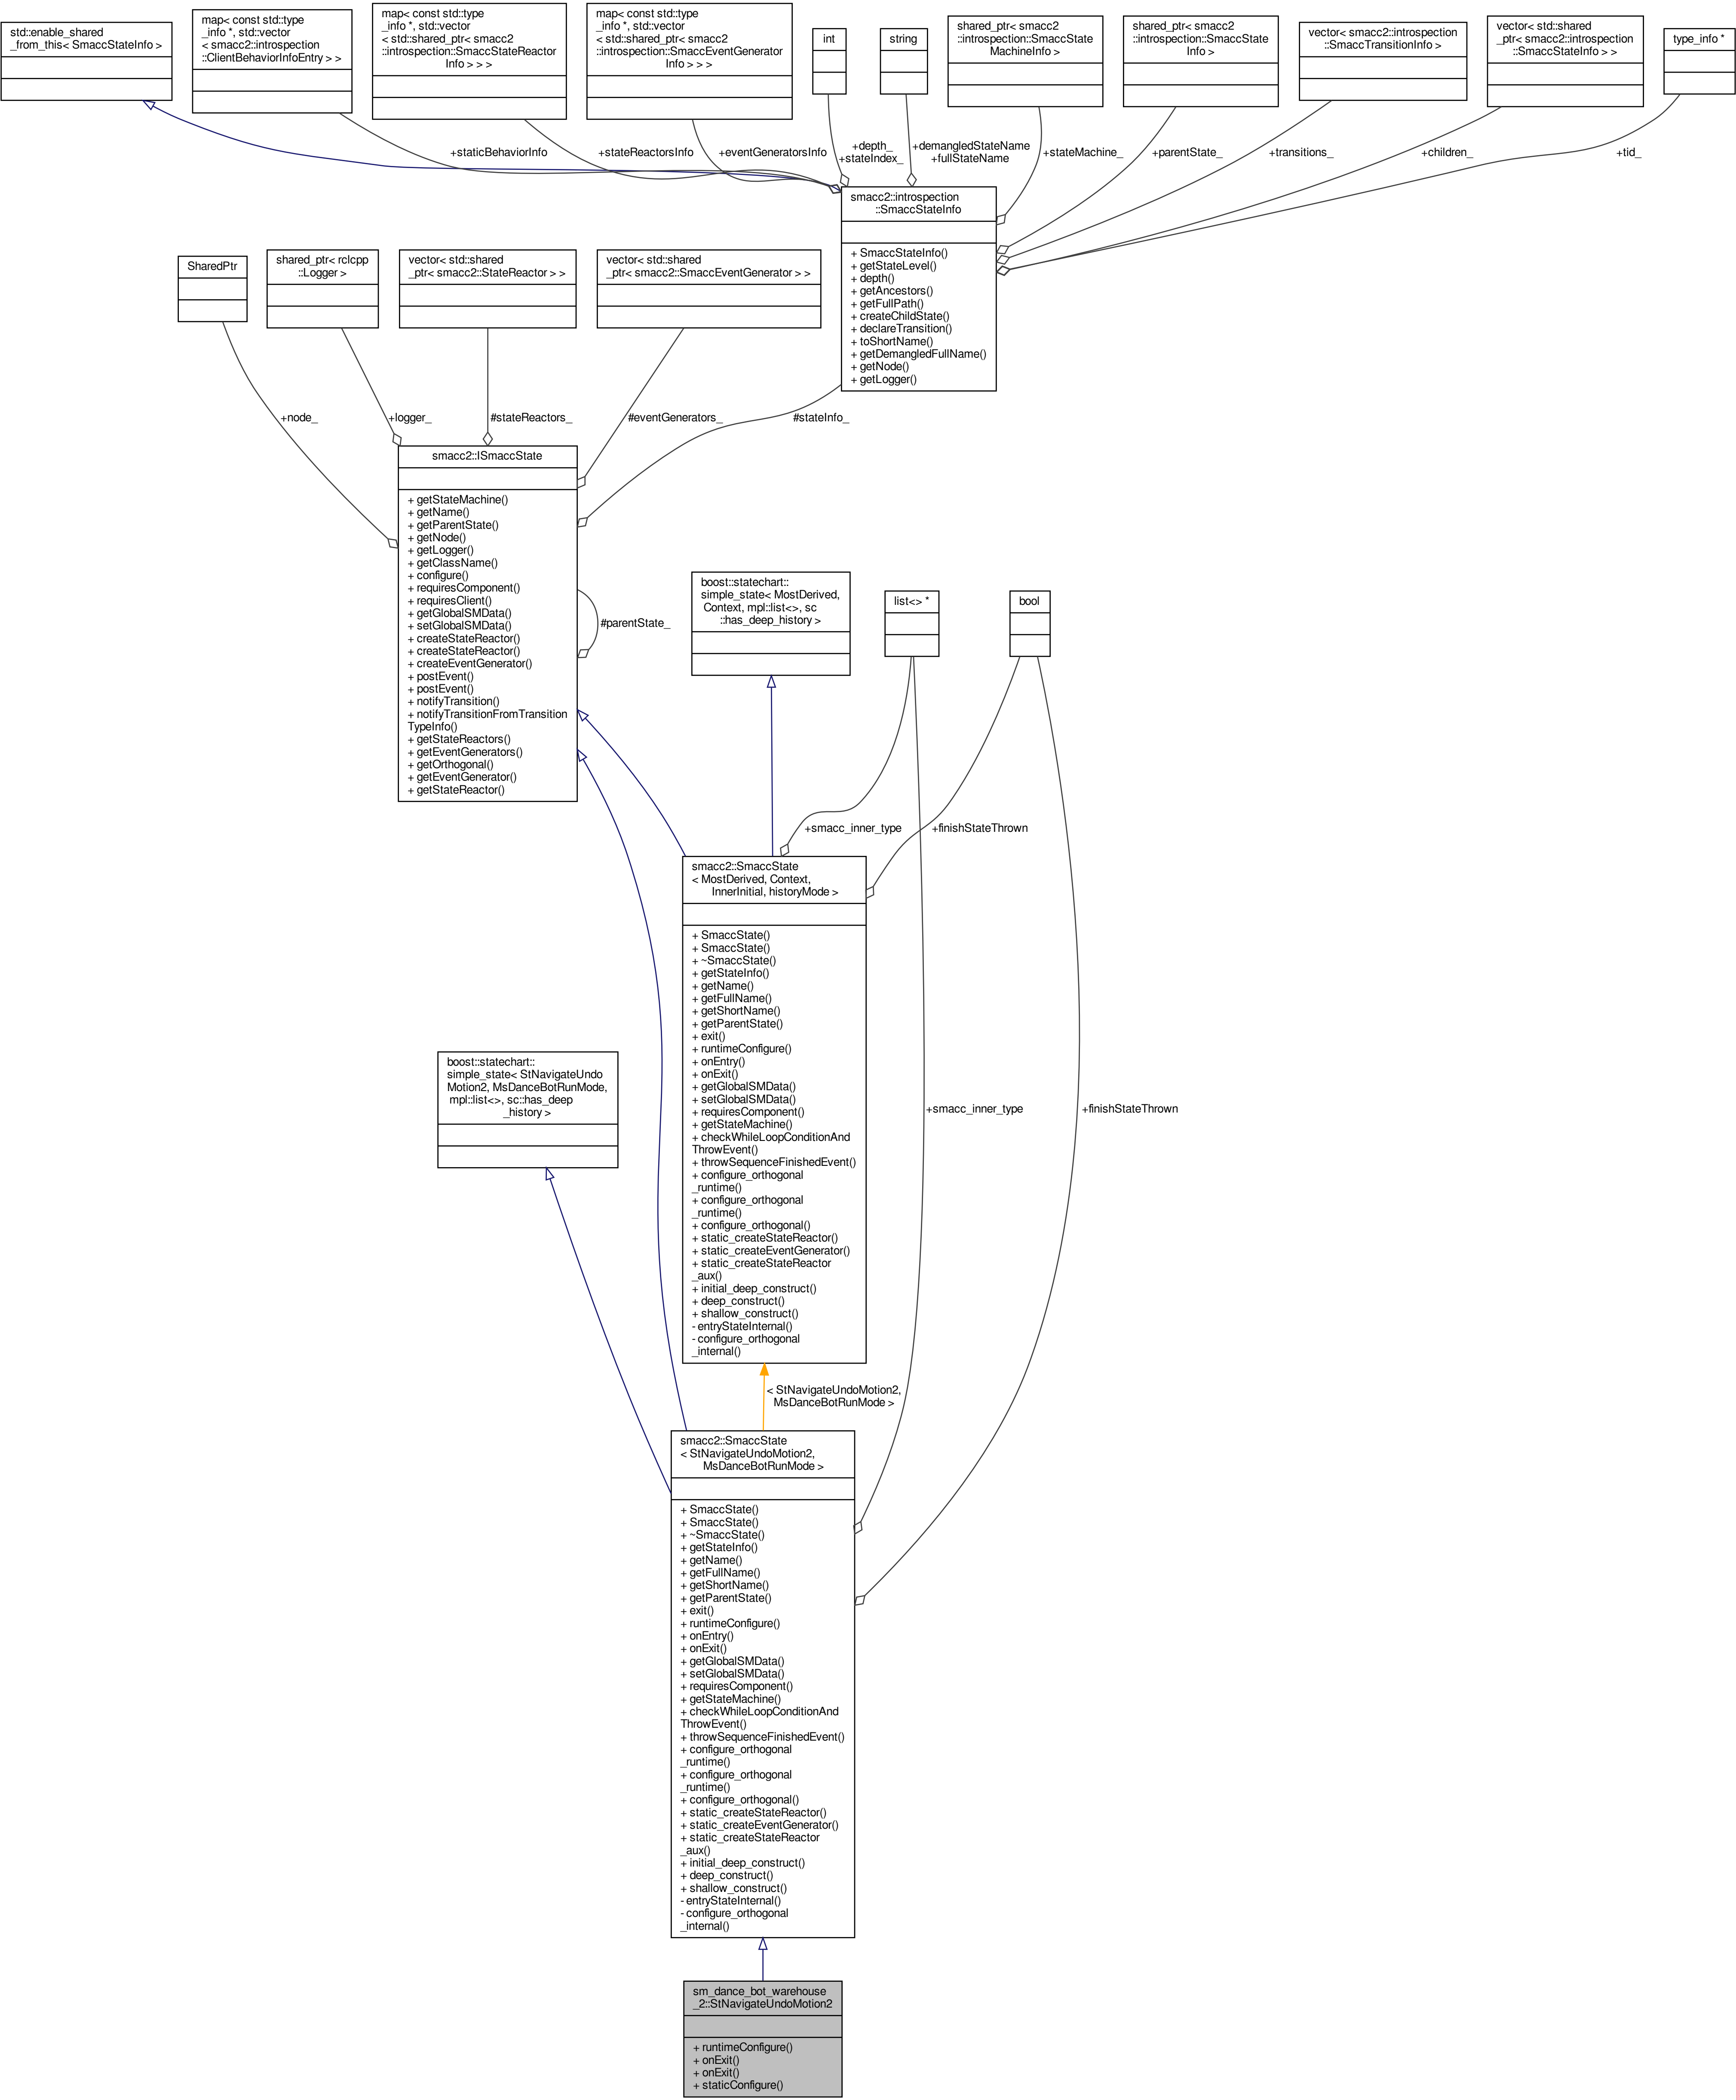 std::enable_shared
_from_this< SmaccStateInfo >
map< const std::type
_info *, std::vector
< smacc2::introspection
::ClientBehaviorInfoEntry > >
map< const std::type
_info *, std::vector
< std::shared_ptr< smacc2
::introspection::SmaccStateReactor
Info > > >
map< const std::type
_info *, std::vector
< std::shared_ptr< smacc2
::introspection::SmaccEventGenerator
Info > > >
int
string
shared_ptr< smacc2
::introspection::SmaccState
MachineInfo >
shared_ptr< smacc2
::introspection::SmaccState
Info >
vector< smacc2::introspection
::SmaccTransitionInfo >
vector< std::shared
_ptr< smacc2::introspection
::SmaccStateInfo > >
type_info *
+staticBehaviorInfo
+stateReactorsInfo
+eventGeneratorsInfo
+depth_
+stateIndex_
+demangledStateName
+fullStateName
+stateMachine_
+parentState_
+transitions_
+children_
+tid_
smacc2::introspection
::SmaccStateInfo
+ SmaccStateInfo()
+ getStateLevel()
+ depth()
+ getAncestors()
+ getFullPath()
+ createChildState()
+ declareTransition()
+ toShortName()
+ getDemangledFullName()
+ getNode()
+ getLogger()
SharedPtr
shared_ptr< rclcpp
::Logger >
vector< std::shared
_ptr< smacc2::StateReactor > >
vector< std::shared
_ptr< smacc2::SmaccEventGenerator > >
+node_
+logger_
#stateReactors_
#eventGenerators_
#stateInfo_
smacc2::ISmaccState
+ getStateMachine()
+ getName()
+ getParentState()
+ getNode()
+ getLogger()
+ getClassName()
+ configure()
+ requiresComponent()
+ requiresClient()
+ getGlobalSMData()
+ setGlobalSMData()
+ createStateReactor()
+ createStateReactor()
+ createEventGenerator()
+ postEvent()
+ postEvent()
+ notifyTransition()
+ notifyTransitionFromTransition
TypeInfo()
+ getStateReactors()
+ getEventGenerators()
+ getOrthogonal()
+ getEventGenerator()
+ getStateReactor()
#parentState_
boost::statechart::
simple_state< MostDerived,
Context, mpl::list<>, sc
::has_deep_history >
list<> *
bool
+smacc_inner_type
+finishStateThrown
smacc2::SmaccState
< MostDerived, Context,
InnerInitial, historyMode >
+ SmaccState()
+ SmaccState()
+ ~SmaccState()
+ getStateInfo()
+ getName()
+ getFullName()
+ getShortName()
+ getParentState()
+ exit()
+ runtimeConfigure()
+ onEntry()
+ onExit()
+ getGlobalSMData()
+ setGlobalSMData()
+ requiresComponent()
+ getStateMachine()
+ checkWhileLoopConditionAnd
ThrowEvent()
+ throwSequenceFinishedEvent()
+ configure_orthogonal
_runtime()
+ configure_orthogonal
_runtime()
+ configure_orthogonal()
+ static_createStateReactor()
+ static_createEventGenerator()
+ static_createStateReactor
_aux()
+ initial_deep_construct()
+ deep_construct()
+ shallow_construct()
- entryStateInternal()
- configure_orthogonal
_internal()
boost::statechart::
simple_state< StNavigateUndo
Motion2, MsDanceBotRunMode,
mpl::list<>, sc::has_deep
_history >
+smacc_inner_type
+finishStateThrown
< StNavigateUndoMotion2,
MsDanceBotRunMode >
smacc2::SmaccState
< StNavigateUndoMotion2,
MsDanceBotRunMode >
+ SmaccState()
+ SmaccState()
+ ~SmaccState()
+ getStateInfo()
+ getName()
+ getFullName()
+ getShortName()
+ getParentState()
+ exit()
+ runtimeConfigure()
+ onEntry()
+ onExit()
+ getGlobalSMData()
+ setGlobalSMData()
+ requiresComponent()
+ getStateMachine()
+ checkWhileLoopConditionAnd
ThrowEvent()
+ throwSequenceFinishedEvent()
+ configure_orthogonal
_runtime()
+ configure_orthogonal
_runtime()
+ configure_orthogonal()
+ static_createStateReactor()
+ static_createEventGenerator()
+ static_createStateReactor
_aux()
+ initial_deep_construct()
+ deep_construct()
+ shallow_construct()
- entryStateInternal()
- configure_orthogonal
_internal()
sm_dance_bot_warehouse
_2::StNavigateUndoMotion2
+ runtimeConfigure()
+ onExit()
+ onExit()
+ staticConfigure()